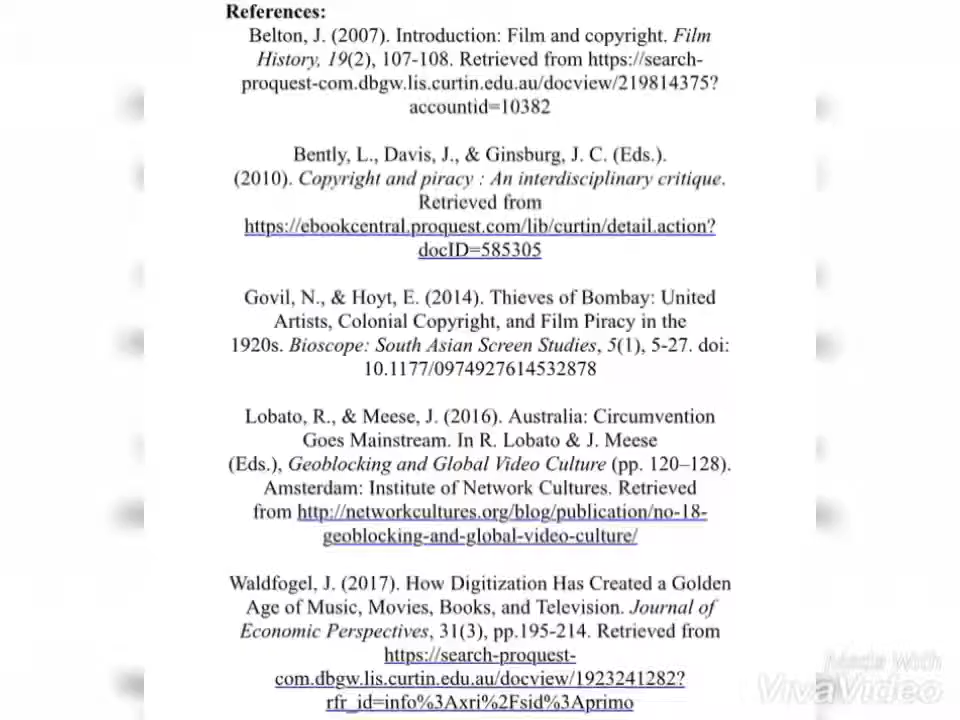 References:
Belton, J. (2007). Introduction: Film and copyright. Film
History, 19(2), 107-108. Retrieved from https://search-
proquest-com.dbgw.lis.curtin.edu.au/docview/219814375?
accountid=10382
Bently, L., Davis, J., & Ginsburg, J. C. (Eds.).
(2010). Copyright and piracy : An interdisciplinary critique.
Retrieved from
https://ebookcentral.proquest.com/lib/curtin/detail.action?
docID=585305
Govil, N., & Hoyt, E. (2014). Thieves of Bombay: United
Artists, Colonial Copyright, and Film Piracy in the
1920s. Bioscope: South Asian Screen Studies, 5(1), 5-27. doi:
10.1177/0974927614532878
Lobato, R., & Meese, J. (2016). Australia: Circumvention
Goes Mainstream. In R. Lobato & J. Meese
(Eds.), Geoblocking and Global Video Culture (pp. 120–128).
Amsterdam: Institute of Network Cultures. Retrieved
from http://networkcultures.org/blog/publication/no-18-
geoblocking-and-global-video-culture/
Waldfogel, J. (2017). How Digitization Has Created a Golden
Age of Music, Movies, Books, and Television. Journal of
Economic Perspectives, 31(3), pp.195-214. Retrieved from
https://search-proquest-
com.dbgw.lis.curtin.edu.au/docview/1923241282?
rfr_id=info%3Axri%2Fsid%3Aprimo
Made With
VivaVideo